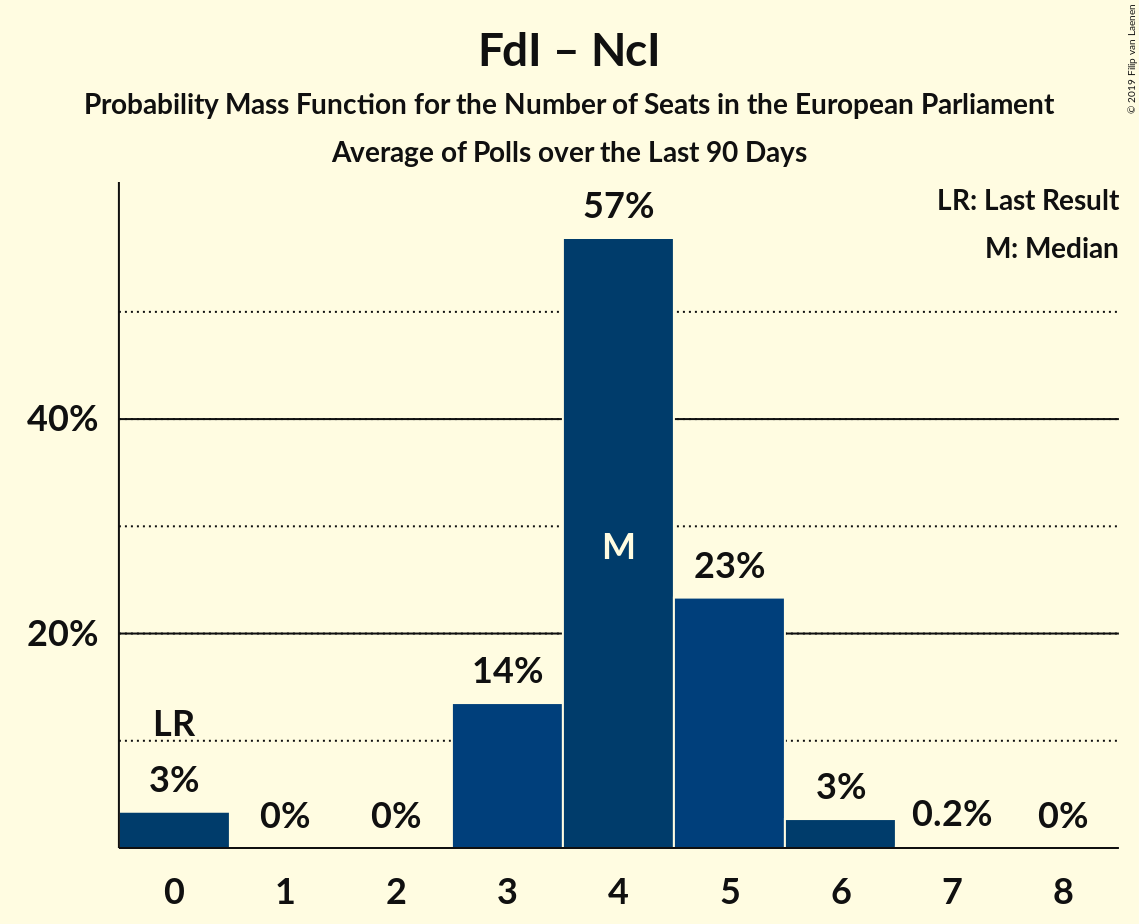 FdI – NcI
Probability Mass Function for the Number of Seats in the European Parliament
Average of Polls over the Last 90 Days
© 2019 Filip van Laenen
LR: Last Result
M: Median
57%
40%
M
23%
20%
14%
LR
3%
0%
0%
3%
0.2%
0%
0 1 2 3 4 5 6 7 8